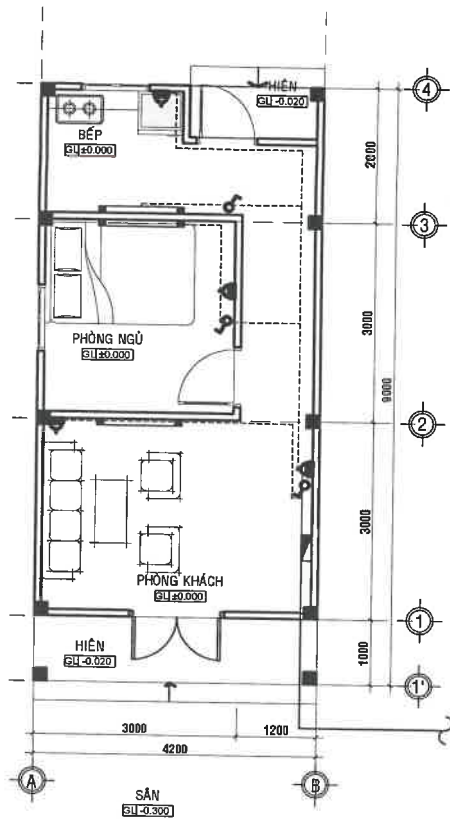 HIÊN
GL -0.020
4
BẾP
GL ±0.000
2000
3
PHÒNG NGỦ
GL ±0.000
3000
9000
2
3000
PHÒNG KHÁCH
GL ±0.000
1
HIÊN
GL -0.020
1000
1'
3000
1200
4200
A
B
SÂN
GL -0.300